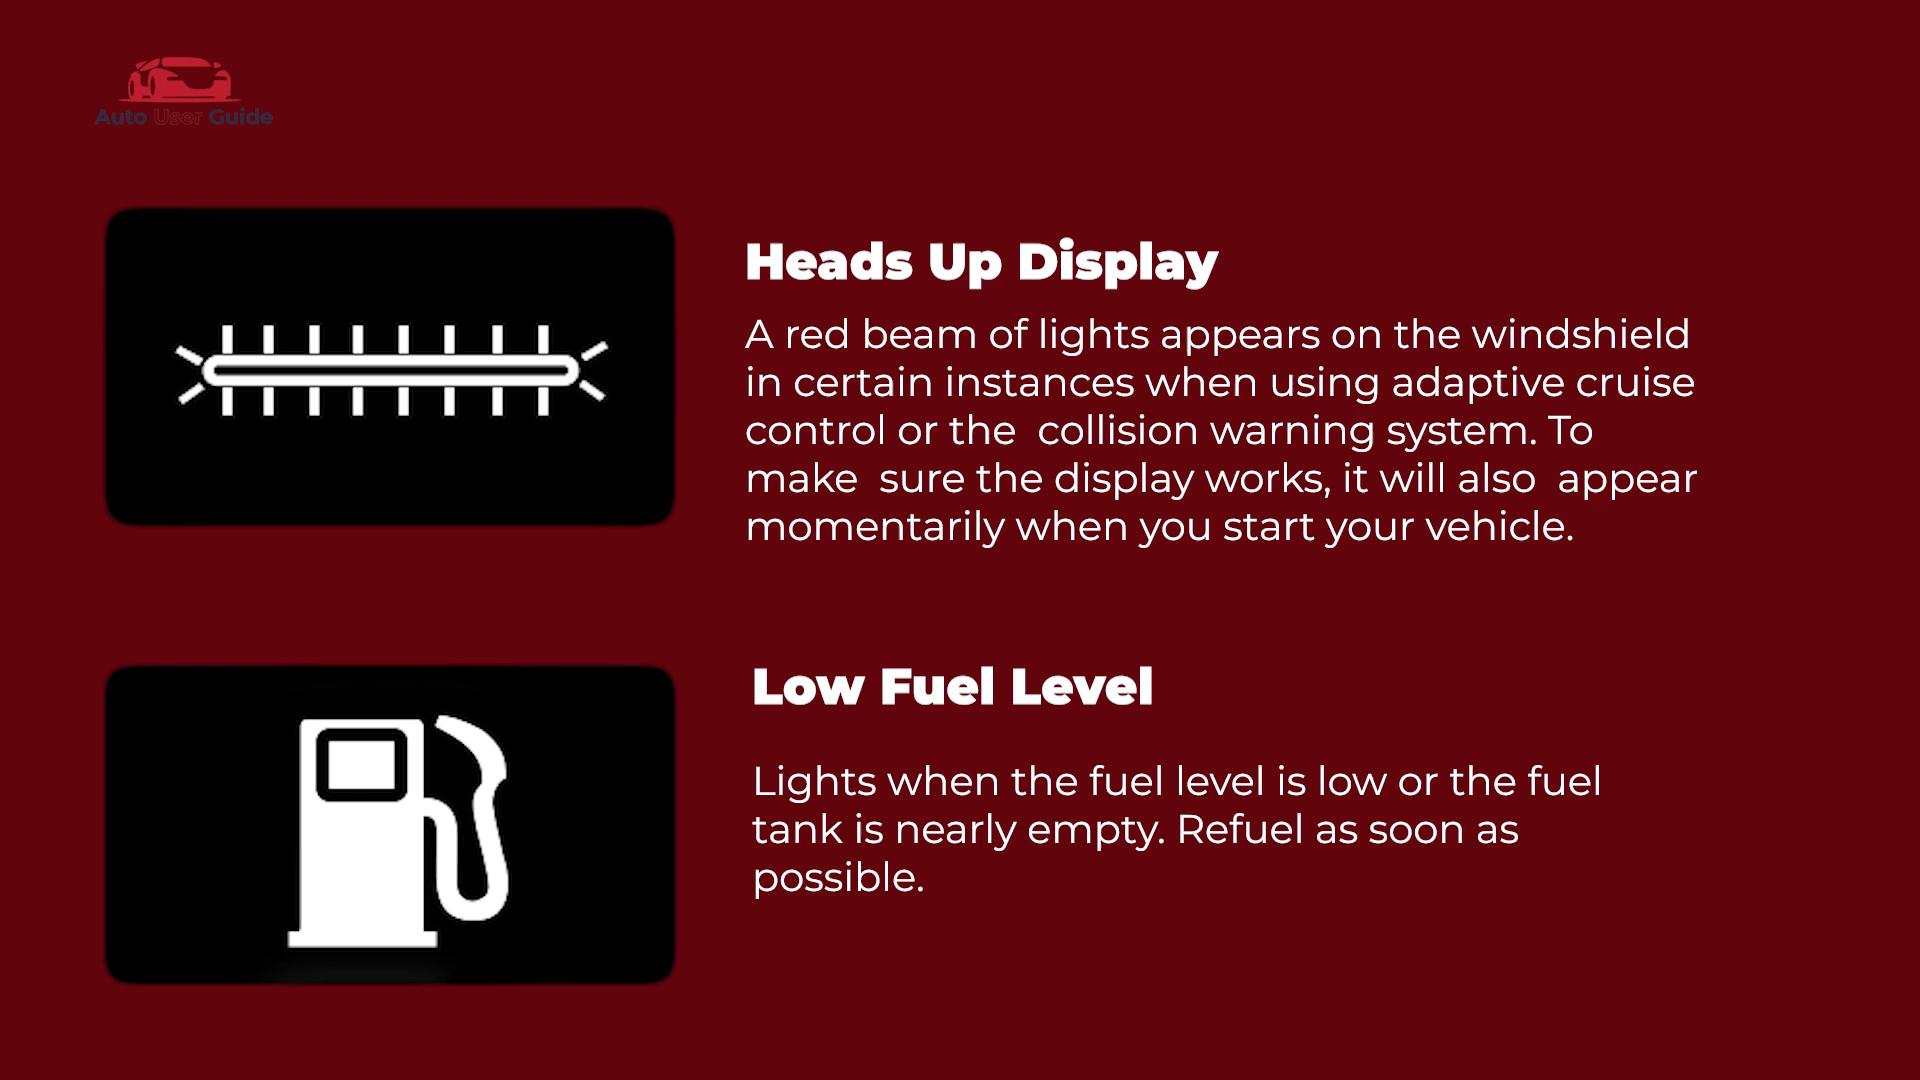 Auto User Guide
Heads Up Display
A red beam of lights appears on the windshield
in certain instances when using adaptive cruise
control or the  collision warning system. To
make  sure the display works, it will also  appear
momentarily when you start your vehicle.
Low Fuel Level
Lights when the fuel level is low or the fuel
tank is nearly empty. Refuel as soon as
possible.